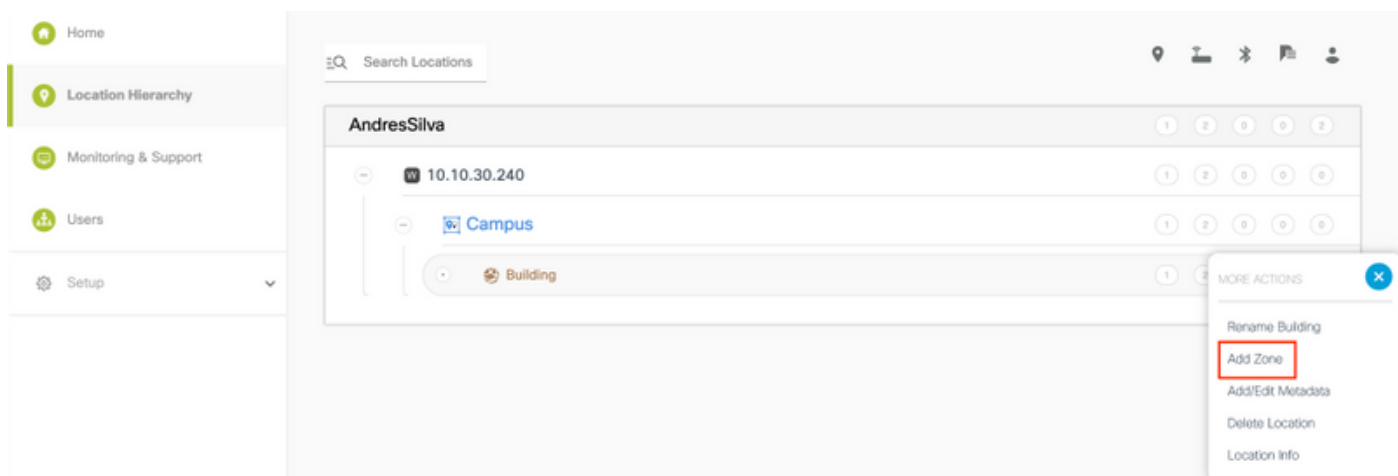 Home
Location Hierarchy
Monitoring & Support
Users
Setup
Search Locations
AndresSilva
1 2 0 0 2
W 10.10.30.240
1 2 0 0 0
Campus
1 2 0 0 0
Building
1 2
MORE ACTIONS
Rename Building
Add Zone
Add/Edit Metadata
Delete Location
Location Info